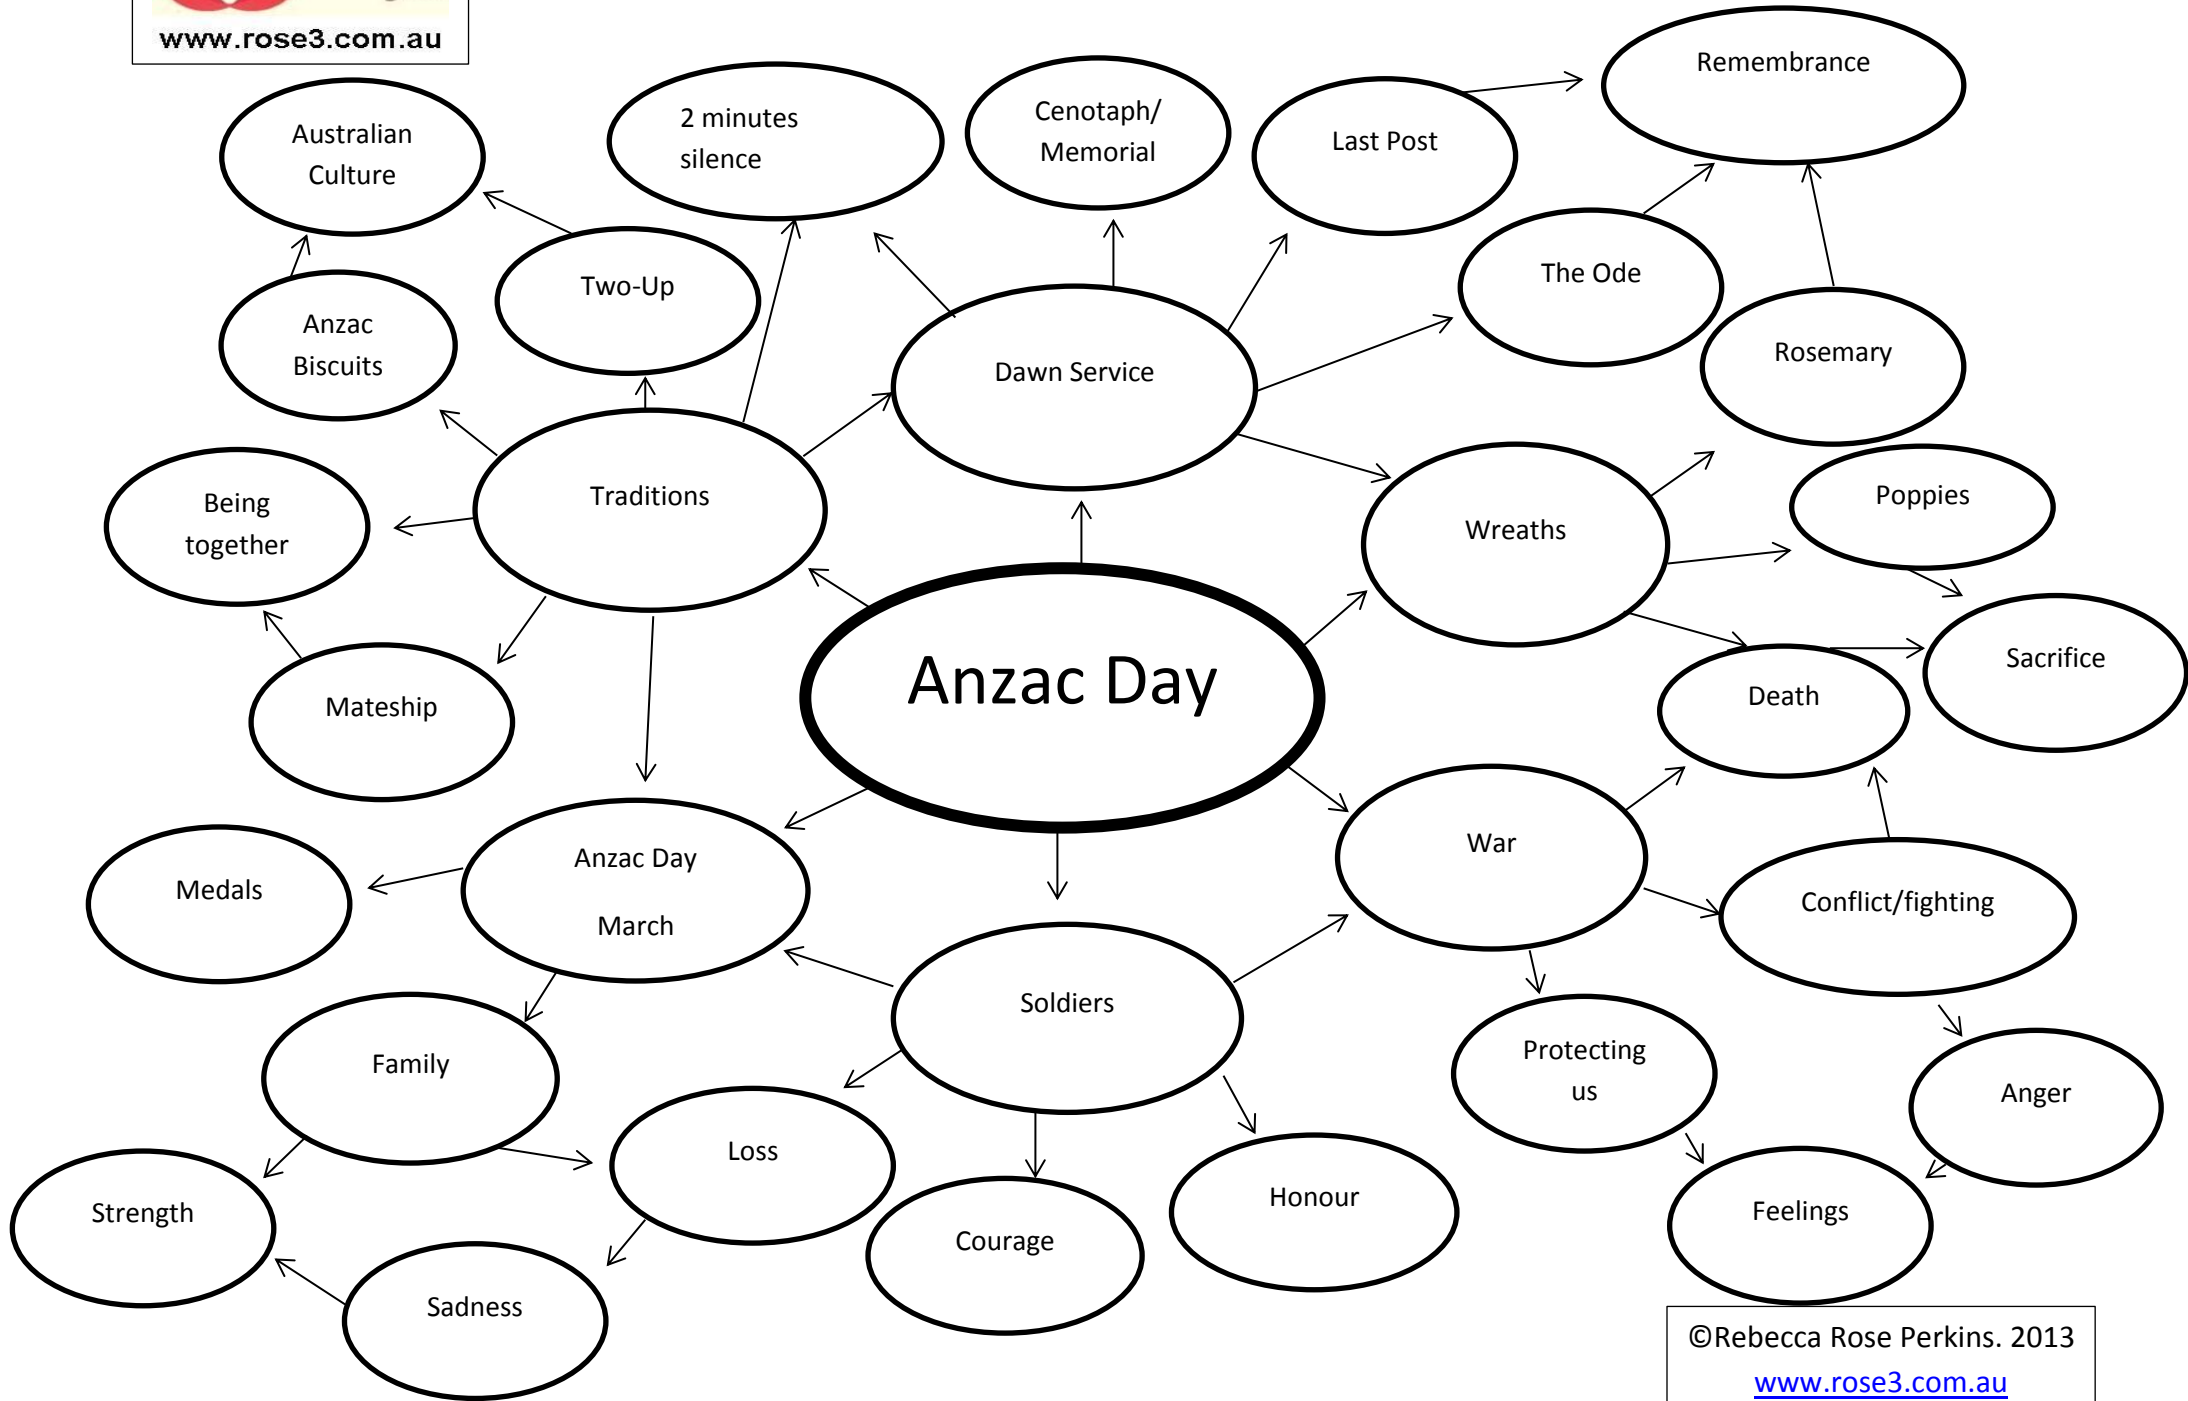 www.rose3.com.au
Remembrance
Australian
Culture
2 minutes
silence
Cenotaph/
Memorial
Last Post
Two-Up
The Ode
Anzac
Biscuits
Dawn Service
Rosemary
Being
together
Traditions
Wreaths
Poppies
Mateship
Anzac Day
Death
Sacrifice
Medals
Anzac Day
March
War
Conflict/fighting
Family
Soldiers
Protecting
us
Anger
Strength
Loss
Courage
Honour
Feelings
Sadness
©Rebecca Rose Perkins. 2013
www.rose3.com.au